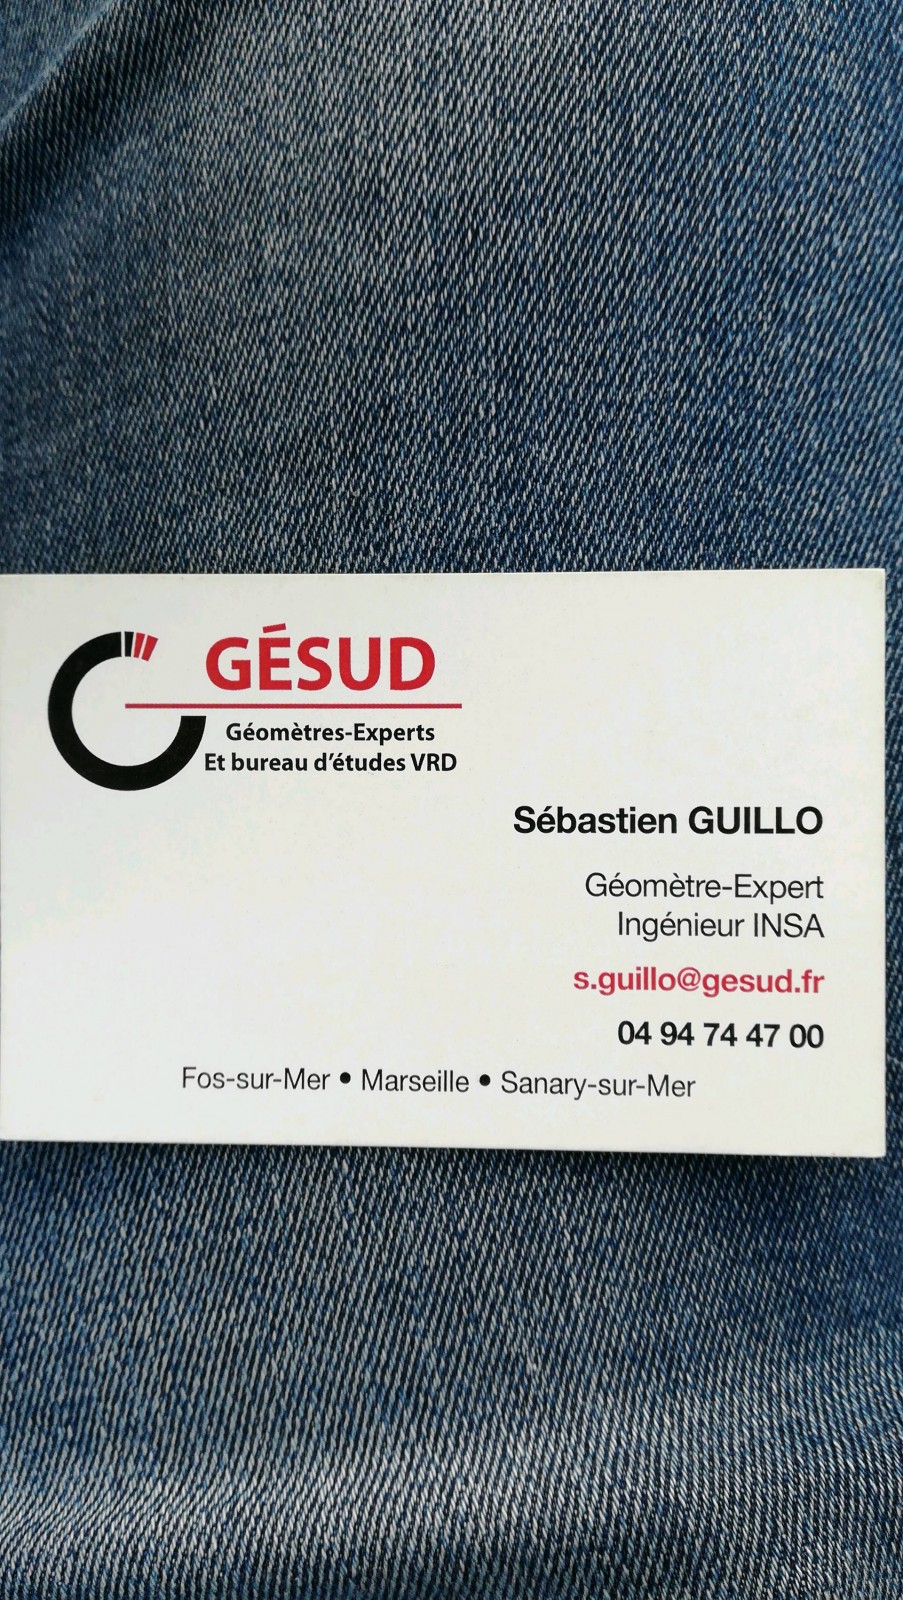 GÉSUD
Géomètres-Experts
Et bureau d'études VRD
Sébastien GUILLO
Géomètre-Expert
Ingénieur INSA
s.guillo@gesud.fr
04 94 74 47 00
Fos-sur-Mer • Marseille • Sanary-sur-Mer